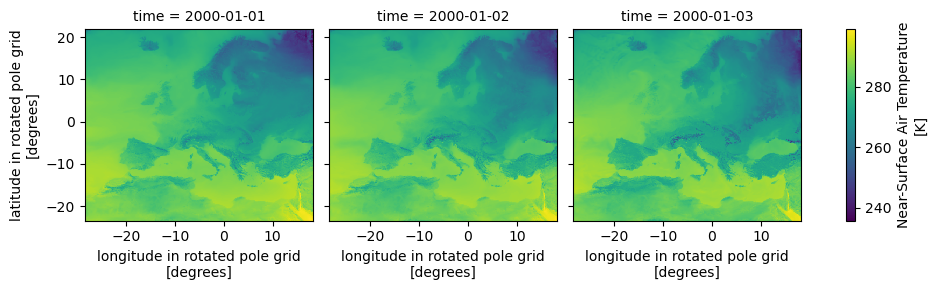 time = 2000-01-01
time = 2000-01-02
time = 2000-01-03
latitude in rotated pole grid
[degrees]
20
10
0
−10
−20
−20
−10
0
10
longitude in rotated pole grid
[degrees]
−20
−10
0
10
longitude in rotated pole grid
[degrees]
−20
−10
0
10
longitude in rotated pole grid
[degrees]
280
260
240
Near-Surface Air Temperature
[K]